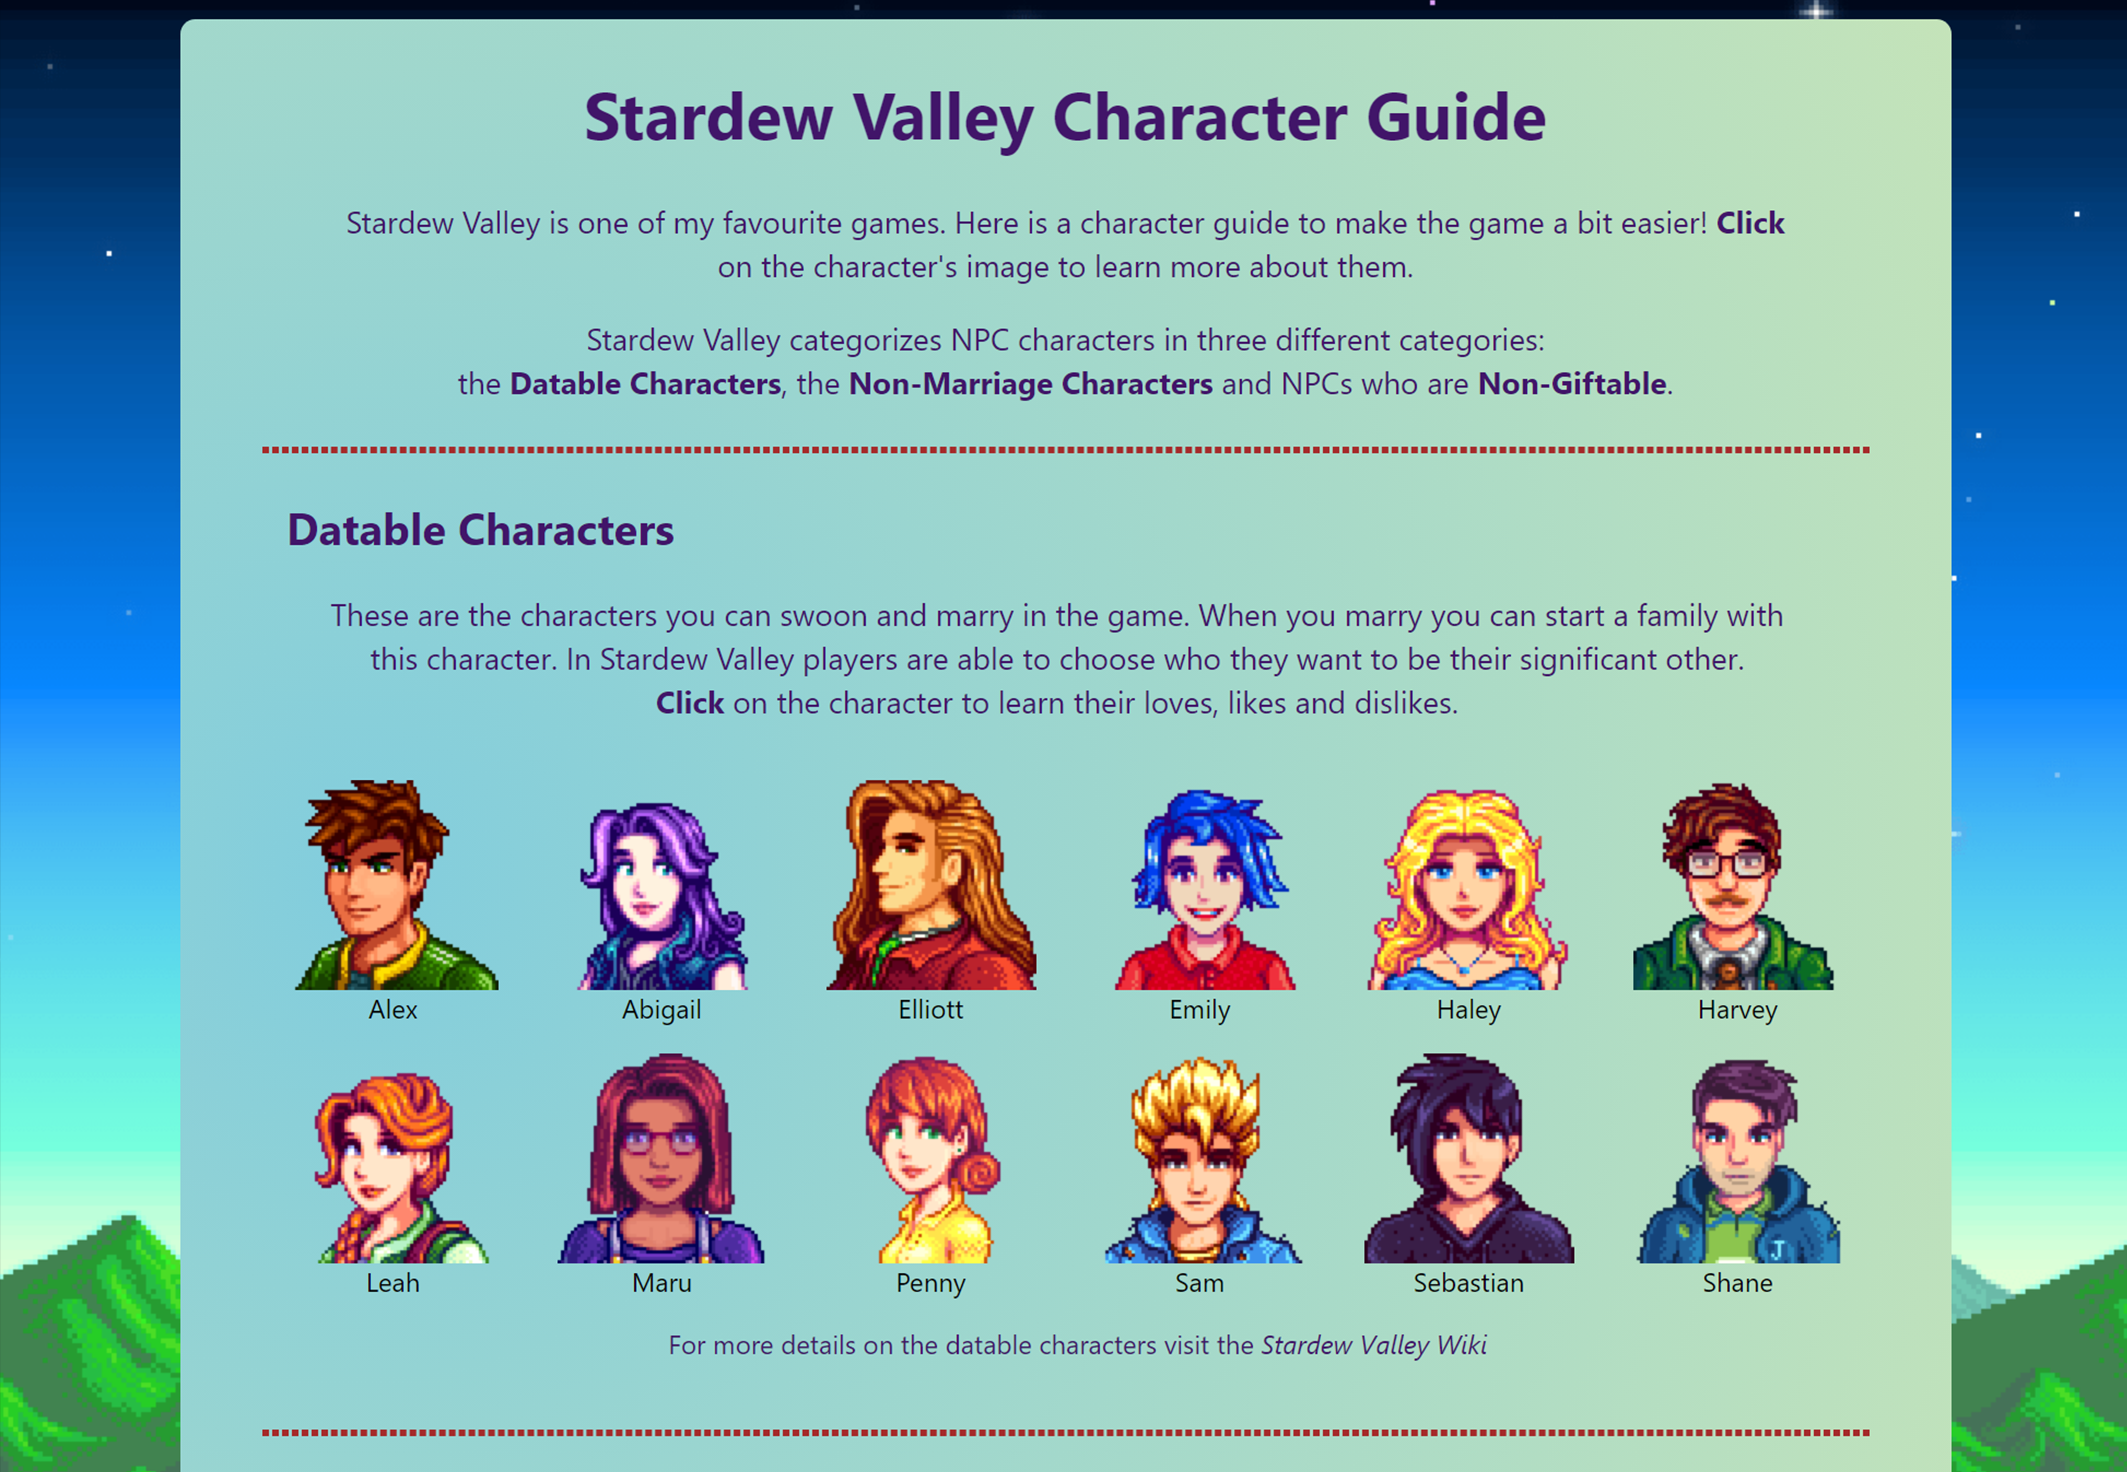 Stardew Valley Character Guide
Stardew Valley is one of my favourite games. Here is a character guide to make the game a bit easier! Click
on the character's image to learn more about them.
Stardew Valley categorizes NPC characters in three different categories:
the Datable Characters, the Non-Marriage Characters and NPCs who are Non-Giftable.
Datable Characters
These are the characters you can swoon and marry in the game. When you marry you can start a family with
this character. In Stardew Valley players are able to choose who they want to be their significant other.
Click on the character to learn their loves, likes and dislikes.
Alex Abigail Elliott Emily Haley Harvey
J
Leah Maru Penny Sam Sebastian Shane
For more details on the datable characters visit the Stardew Valley Wiki